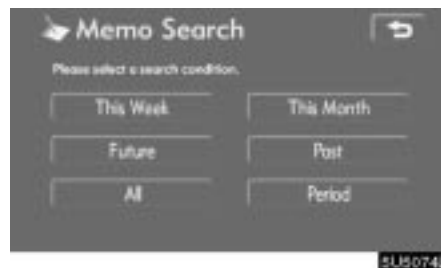 Memo Search
Please select a search condition.
This Week This Month
Future Past
All Period
5U5074